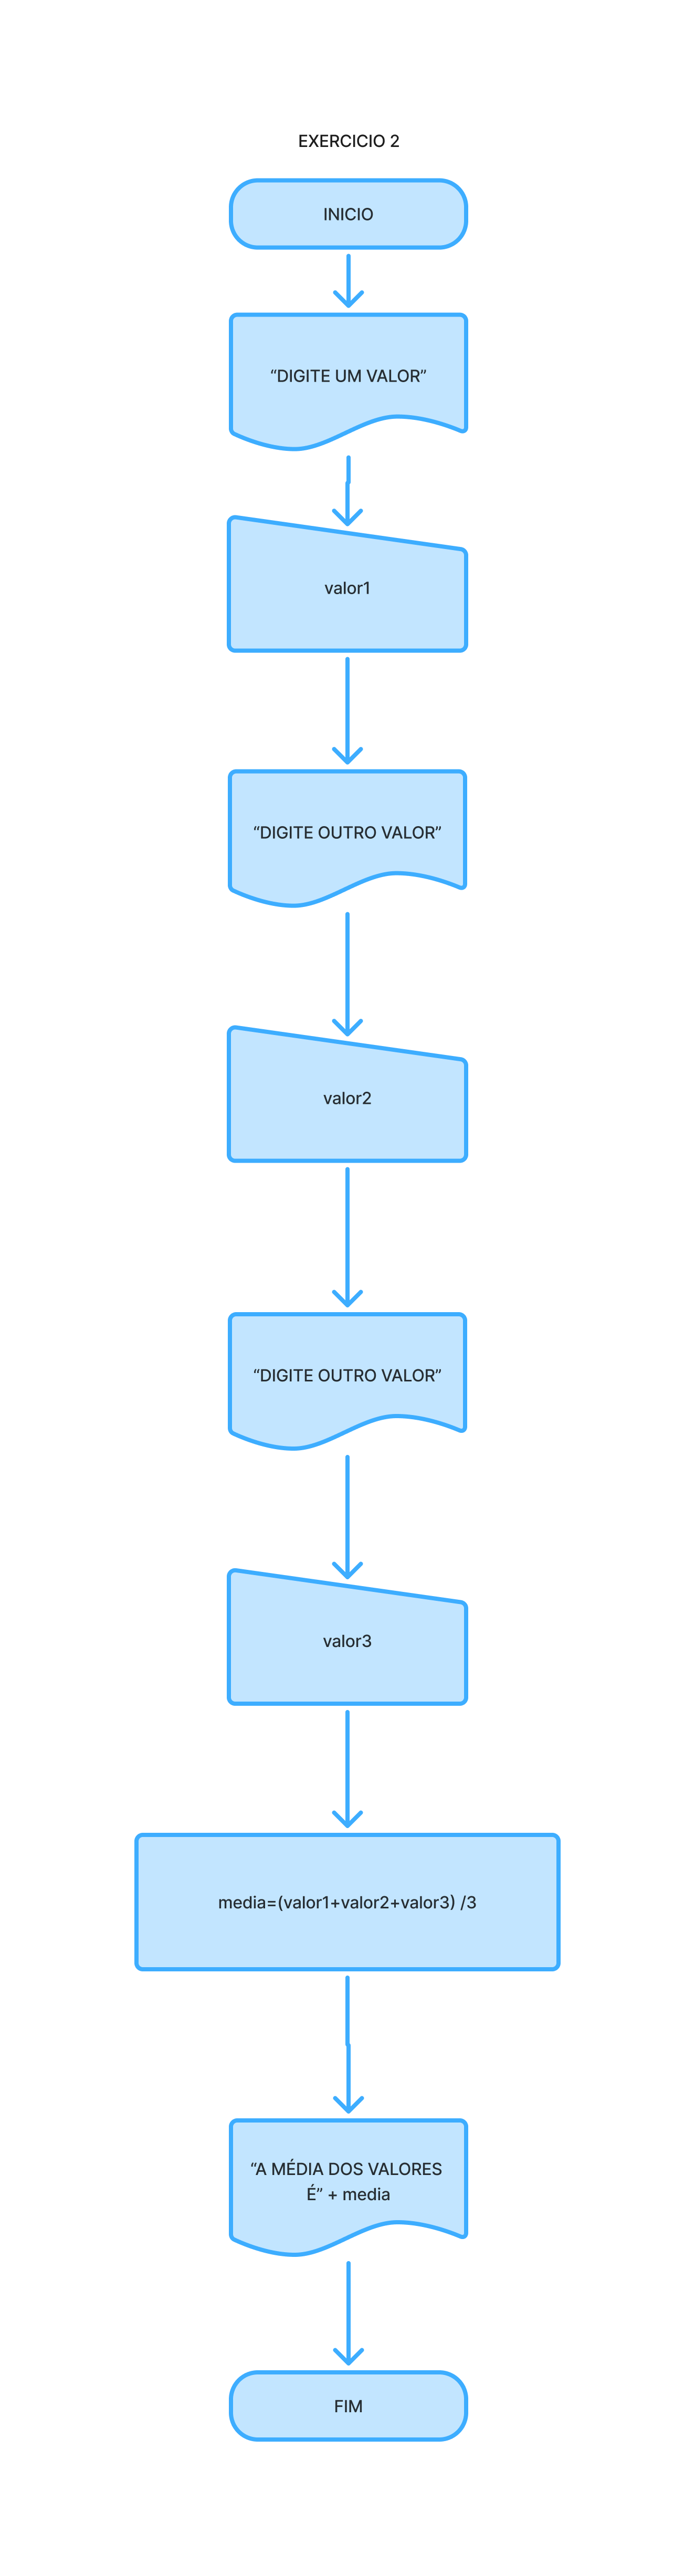 EXERCICIO 2
INICIO
“DIGITE UM VALOR”
valor1
“DIGITE OUTRO VALOR”
valor2
“DIGITE OUTRO VALOR”
valor3
media=(valor1+valor2+valor3) /3
“A MÉDIA DOS VALORES
É” + media
FIM